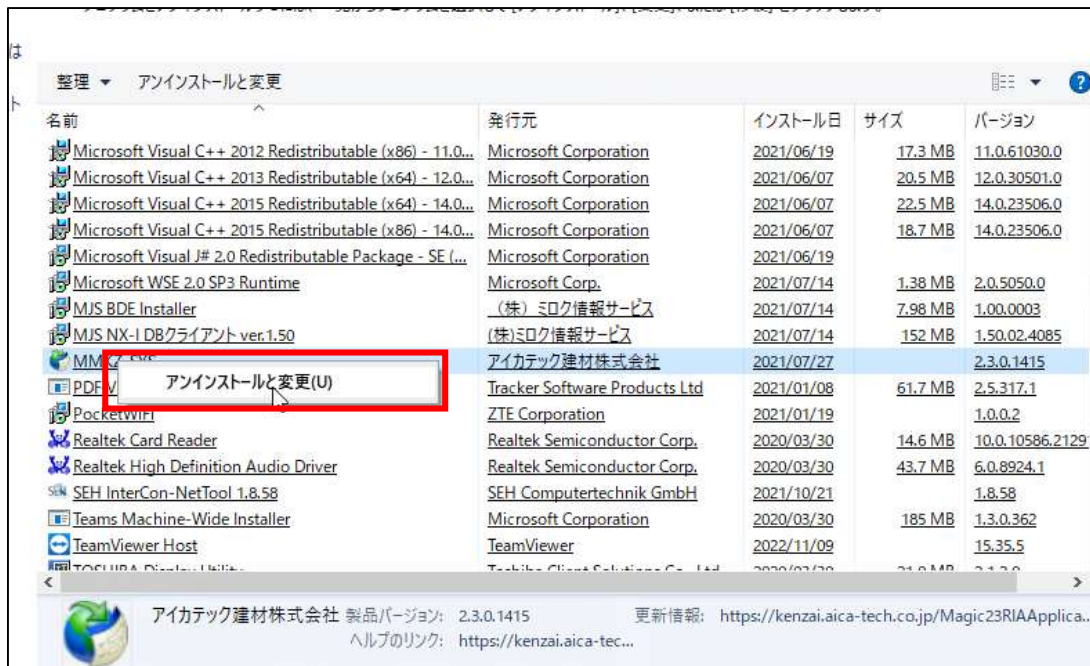 は
ト
整理 アンインストールと変更
名前 発行元 インストール日 サイズ バージョン
Microsoft Visual C++ 2012 Redistributable (x86) - 11.0... Microsoft Corporation 2021/06/19 17.3 MB 11.0.61030.0
Microsoft Visual C++ 2013 Redistributable (x64) - 12.0... Microsoft Corporation 2021/06/07 20.5 MB 12.0.30501.0
Microsoft Visual C++ 2015 Redistributable (x64) - 14.0... Microsoft Corporation 2021/06/07 22.5 MB 14.0.23506.0
Microsoft Visual C++ 2015 Redistributable (x86) - 14.0... Microsoft Corporation 2021/06/07 18.7 MB 14.0.23506.0
Microsoft Visual J# 2.0 Redistributable Package - SE (... Microsoft Corporation 2021/06/19
Microsoft WSE 2.0 SP3 Runtime Microsoft Corp. 2021/07/14 1.38 MB 2.0.5050.0
MJS BDE Installer （株）ミロク情報サービス 2021/07/14 7.98 MB 1.00.0003
MJS NX-I DBクライアント ver.1.50 (株)ミロク情報サービス 2021/07/14 152 MB 1.50.02.4085
アイカテック建材株式会社 2021/07/27 2.3.0.1415
アンインストールと変更(U)
Tracker Software Products Ltd 2021/01/08 61.7 MB 2.5.317.1
PocketWiFi ZTE Corporation 2021/01/19 1.0.0.2
Realtek Card Reader Realtek Semiconductor Corp. 2020/03/30 14.6 MB 10.0.10586.2129
Realtek High Definition Audio Driver Realtek Semiconductor Corp. 2020/03/30 43.7 MB 6.0.8924.1
SEH InterCon-NetTool 1.8.58 SEH Computertechnik GmbH 2021/10/21 1.8.58
Teams Machine-Wide Installer Microsoft Corporation 2020/03/30 185 MB 1.3.0.362
TeamViewer Host TeamViewer 2022/11/09 15.35.5
アイカテック建材株式会社 製品バージョン: 2.3.0.1415 更新情報: https://kenzai.aica-tech.co.jp/Magic23RIAApplica...
ヘルプのリンク: https://kenzai.aica-tec...